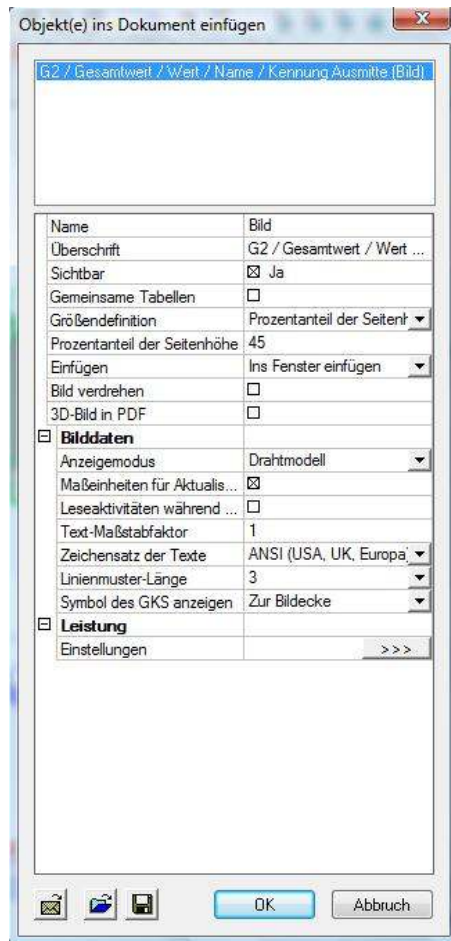 Objekt(e) ins Dokument einfügen
G2 / Gesamtwert / Wert / Name / Kennung Ausmitte (Bild)
Name Bild
Überschrift G2 / Gesamtwert / Wert ...
Sichtbar Ja
Gemeinsame Tabellen
Größendefinition Prozentanteil der Seitenh
Prozentanteil der Seitenhöhe 45
Einfügen Ins Fenster einfügen
Bild verdrehen
3D-Bild in PDF
Bilddaten
Anzeigemodus Drahtmodell
Maßeinheiten für Aktualis...
Leseaktivitäten während ...
Text-Maßstabfaktor 1
Zeichensatz der Texte ANSI (USA, UK, Europa)
Linienmuster-Länge 3
Symbol des GKS anzeigen Zur Bildecke
Leistung
Einstellungen >>>
OK Abbruch